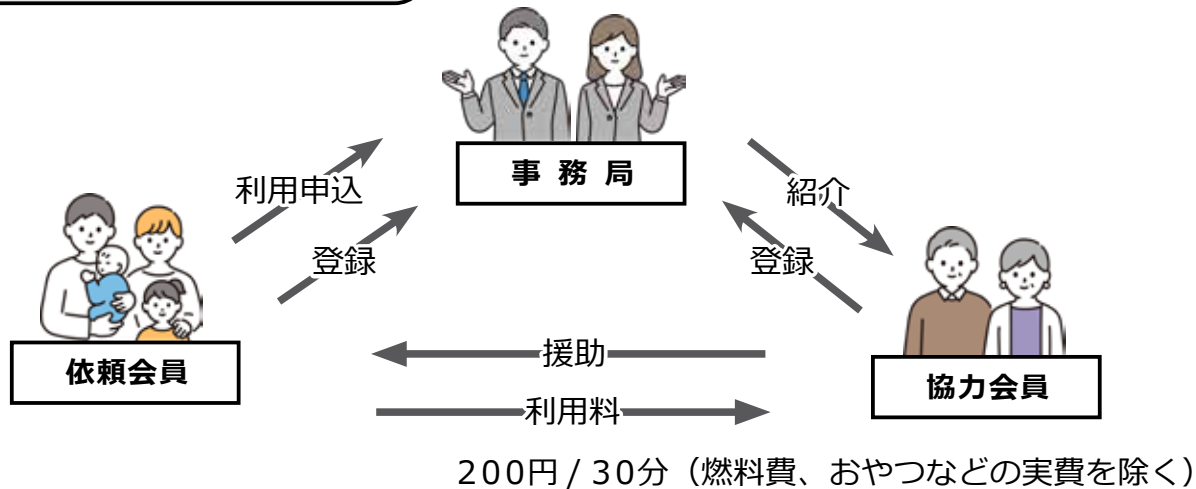 事務局
利用申込
紹介
登録
登録
依頼会員
援助
協力会員
利用料
200円/30分（燃料費、おやつなどの実費を除く）